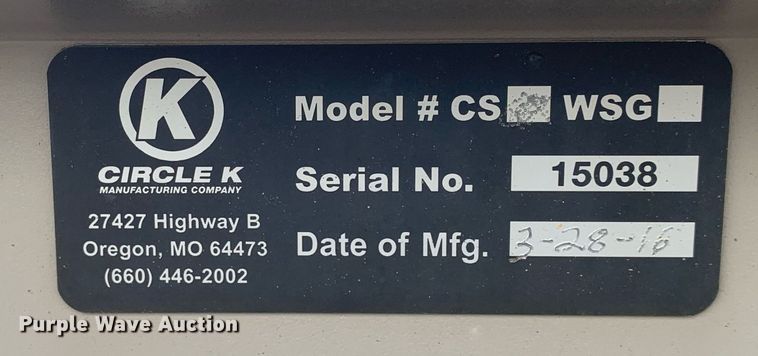 K
CIRCLE K
MANUFACTURING COMPANY
27427 Highway B
Oregon, MO 64473
(660) 446-2002
Model # CS WSG
Serial No. 15038
Date of Mfg. 3-28-16
Purple Wave Auction